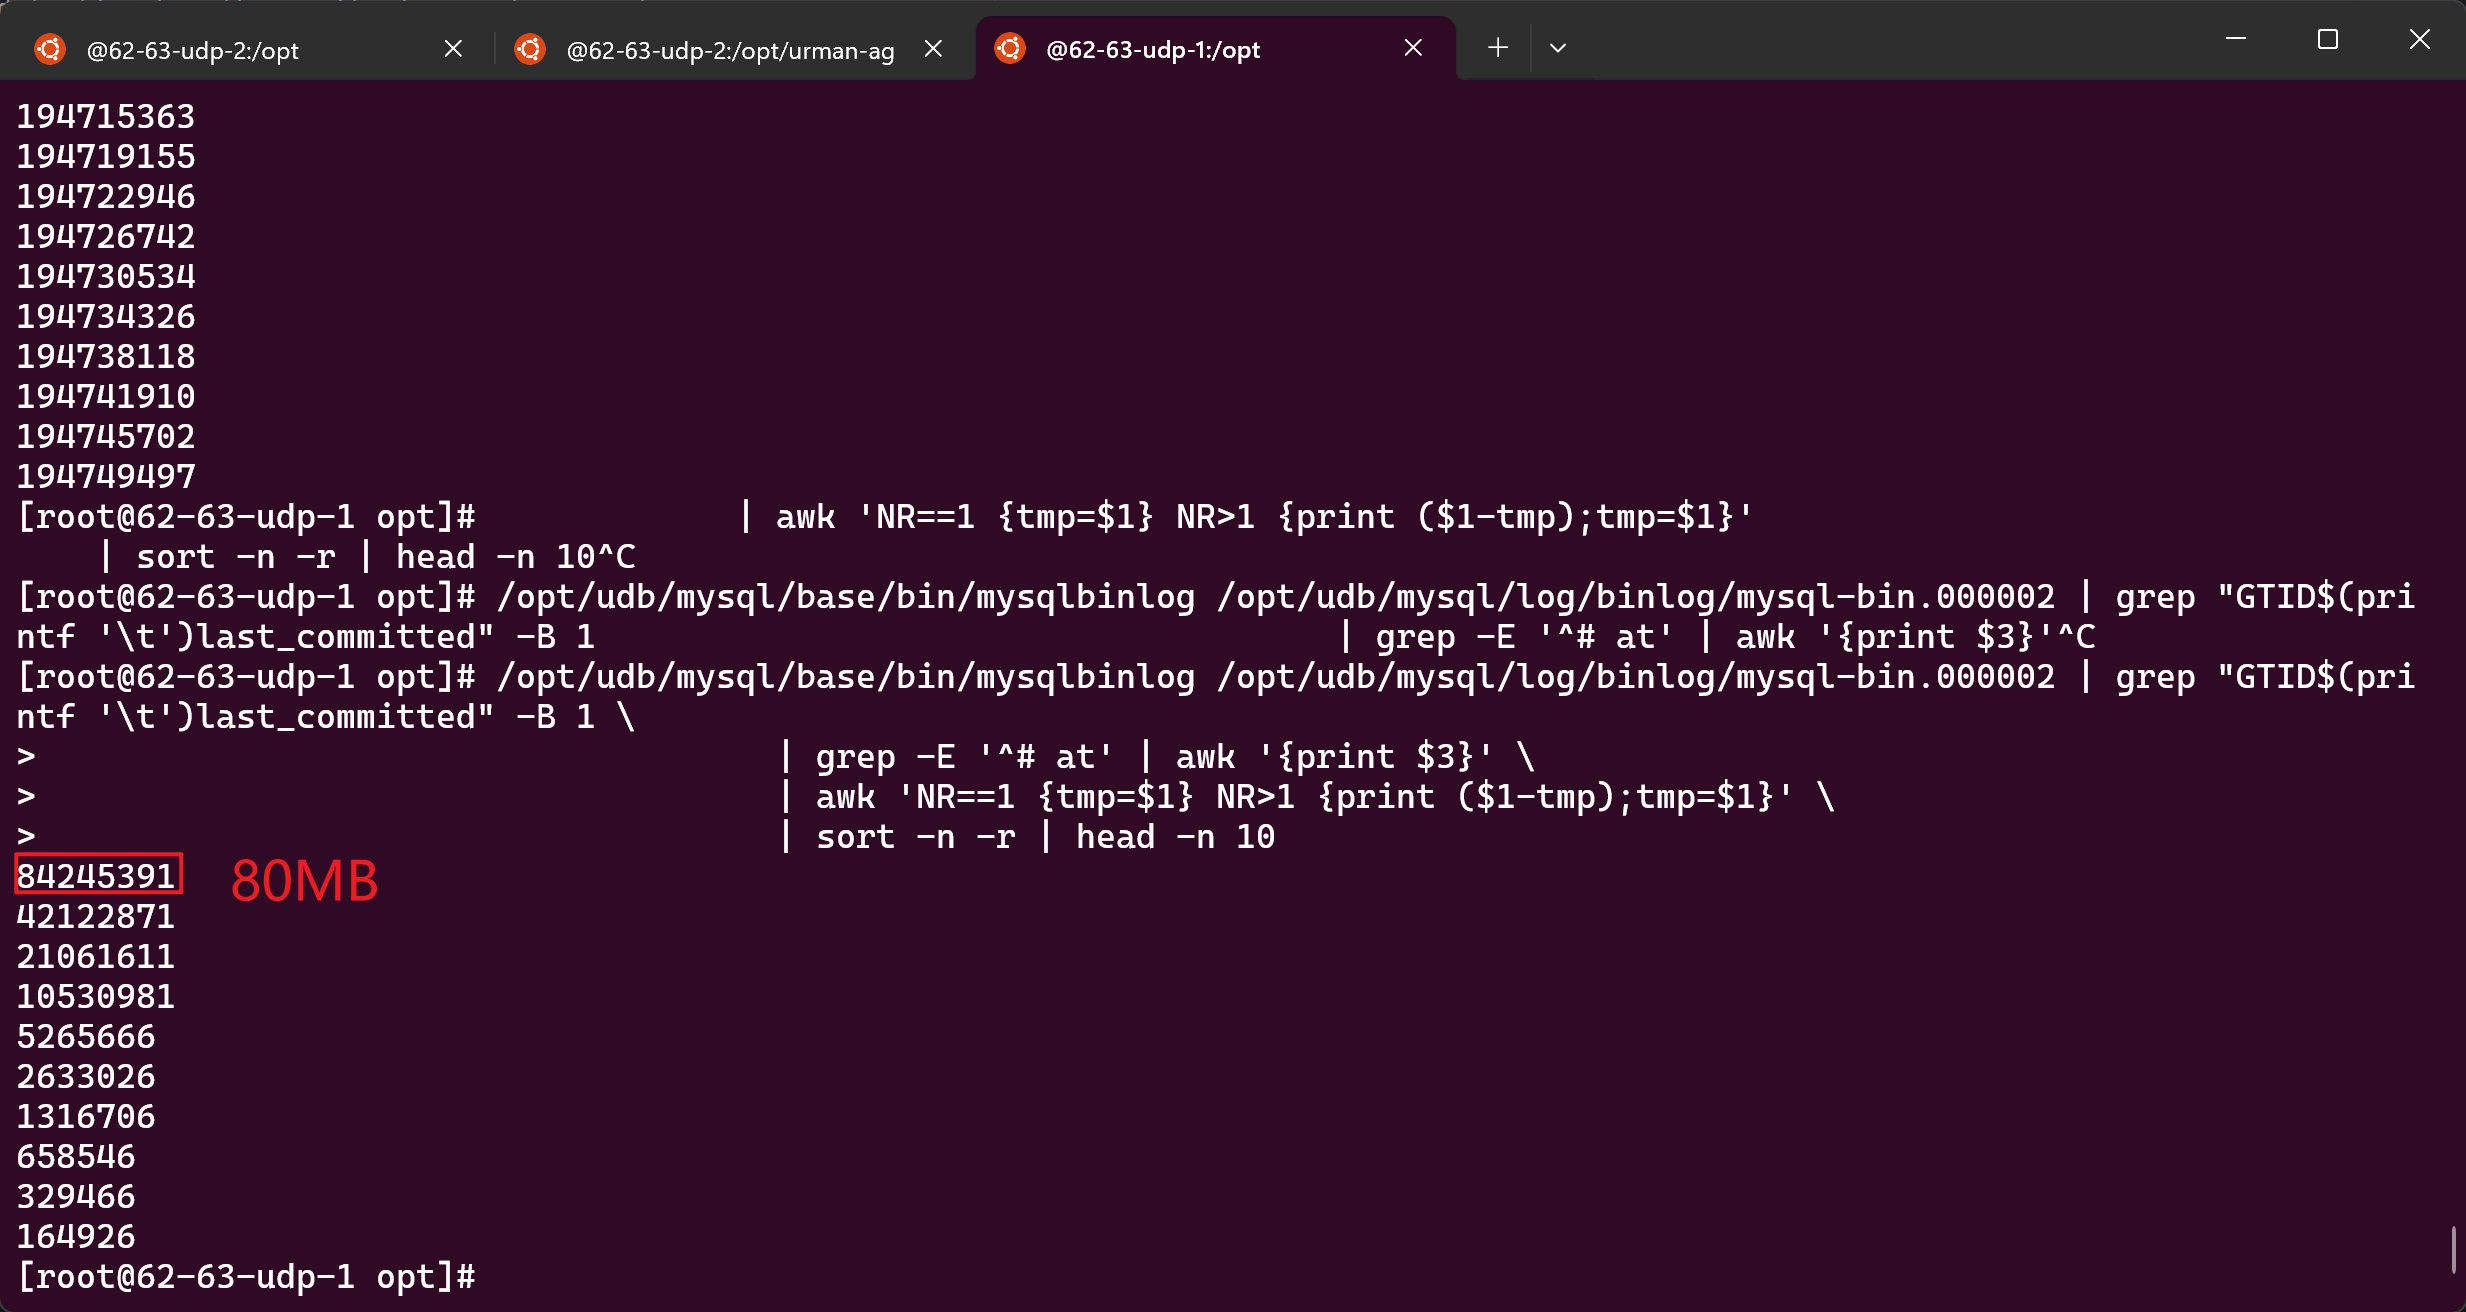 @62-63-udp-2:/opt
@62-63-udp-2:/opt/urman-ag
@62-63-udp-1:/opt
194715363
194719155
194722946
194726742
194730534
194734326
194738118
194741910
194745702
194749497
[root@62-63-udp-1 opt]#             | awk 'NR==1 {tmp=$1} NR>1 {print ($1-tmp);tmp=$1}'
    | sort -n -r | head -n 10^C
[root@62-63-udp-1 opt]# /opt/udb/mysql/base/bin/mysqlbinlog /opt/udb/mysql/log/binlog/mysql-bin.000002 | grep "GTID$(pri
ntf '\t')last_committed" -B 1                                     | grep -E '^# at' | awk '{print $3}'^C
[root@62-63-udp-1 opt]# /opt/udb/mysql/base/bin/mysqlbinlog /opt/udb/mysql/log/binlog/mysql-bin.000002 | grep "GTID$(pri
ntf '\t')last_committed" -B 1 \
>                                     | grep -E '^# at' | awk '{print $3}' \
>                                     | awk 'NR==1 {tmp=$1} NR>1 {print ($1-tmp);tmp=$1}' \
>                                     | sort -n -r | head -n 10
84245391 80MB
42122871
21061611
10530981
5265666
2633026
1316706
658546
329466
164926
[root@62-63-udp-1 opt]#